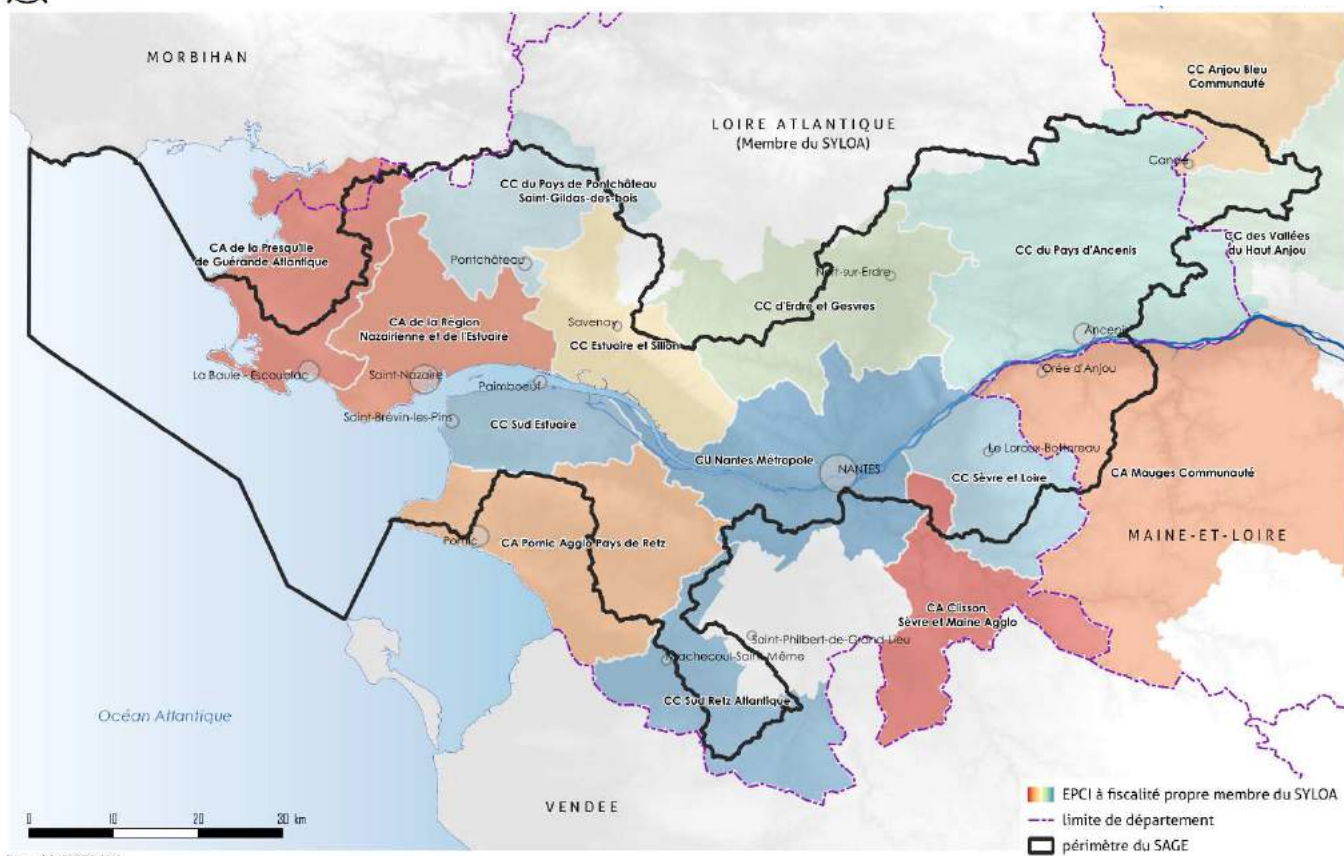 MORBIHAN
CC Anjou Bleu
Communauté
LOIRE ATLANTIQUE
(Membre du SYLOA)
Candé
CC du Pays de Pontchâteau
Saint-Gildas-des-bois
CA de la Presqu'île
de Guérande Atlantique
CC du Pays d'Ancenis
CC des Vallées
du Haut Anjou
Pontchâteau
Nort-sur-Erdre
CC d'Erdre et Gesvres
CA de la Région
Nazairienne et de l'Estuaire
Savenay
CC Estuaire et Sillon
Ancenis
La Baule - Escoublac
Saint-Nazaire
Paimboeuf
Orée d'Anjou
Saint-Brévin-les-Pins
CC Sud Estuaire
Le Loroux-Bottereau
CU Nantes Métropole
NANTES
CC Sèvre et Loire
CA Mauges Communauté
Pornic
CA Pornic Agglo Pays de Retz
MAINE-ET-LOIRE
CA Clisson
Sèvre et Maine Agglo
Saint-Philbert-de-Grand-Lieu
Machecoul-Saint-Même
CC Sud Retz Atlantique
Océan Atlantique
VENDEE
EPCI à fiscalité propre membre du SYLOA
limite de département
périmètre du SAGE
0 10 20 30 km